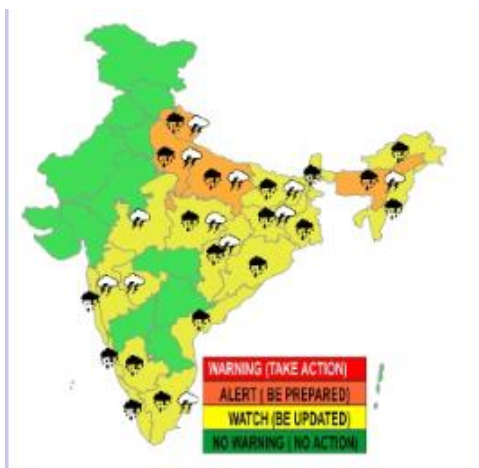 WARNING (TAKE ACTION)
ALERT ( BE PREPARED)
WATCH (BE UPDATED)
NO WARNING ( NO ACTION)